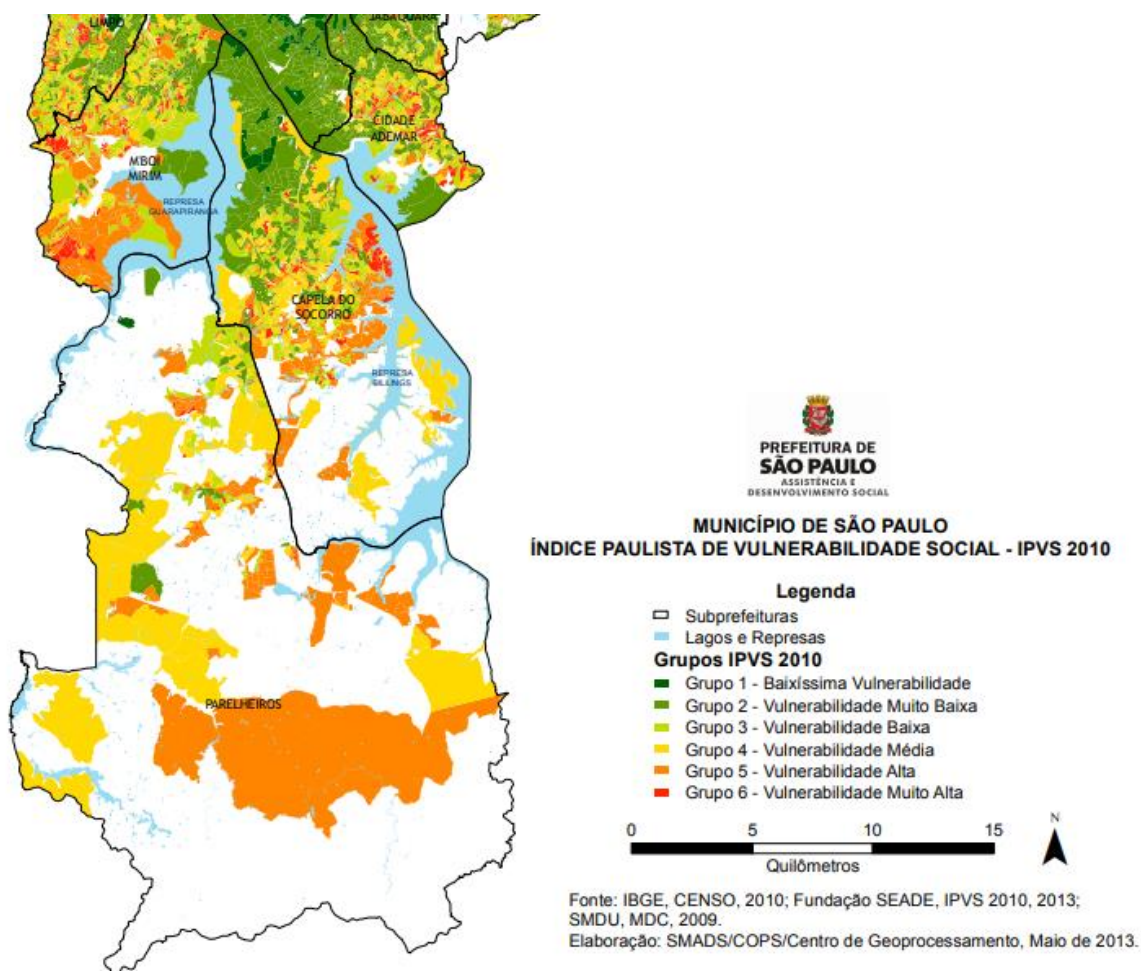 LIMPO
JABAQUARA
CIDADE
ADEMAR
M'BOI
MIRIM
REPRESA
GUARAPIRANGA
CAPELA DO
SOCORRO
REPRESA
BILLINGS
PARELHEIROS
PREFEITURA DE
SÃO PAULO
ASSISTÊNCIA E
DESENVOLVIMENTO SOCIAL
MUNICÍPIO DE SÃO PAULO
ÍNDICE PAULISTA DE VULNERABILIDADE SOCIAL - IPVS 2010
Legenda
Subprefeituras
Lagos e Represas
Grupos IPVS 2010
Grupo 1 - Baixíssima Vulnerabilidade
Grupo 2 - Vulnerabilidade Muito Baixa
Grupo 3 - Vulnerabilidade Baixa
Grupo 4 - Vulnerabilidade Média
Grupo 5 - Vulnerabilidade Alta
Grupo 6 - Vulnerabilidade Muito Alta
0 5 10 15
Quilômetros
N
Fonte: IBGE, CENSO, 2010; Fundação SEADE, IPVS 2010, 2013;
SMDU, MDC, 2009.
Elaboração: SMADS/COPS/Centro de Geoprocessamento, Maio de 2013.